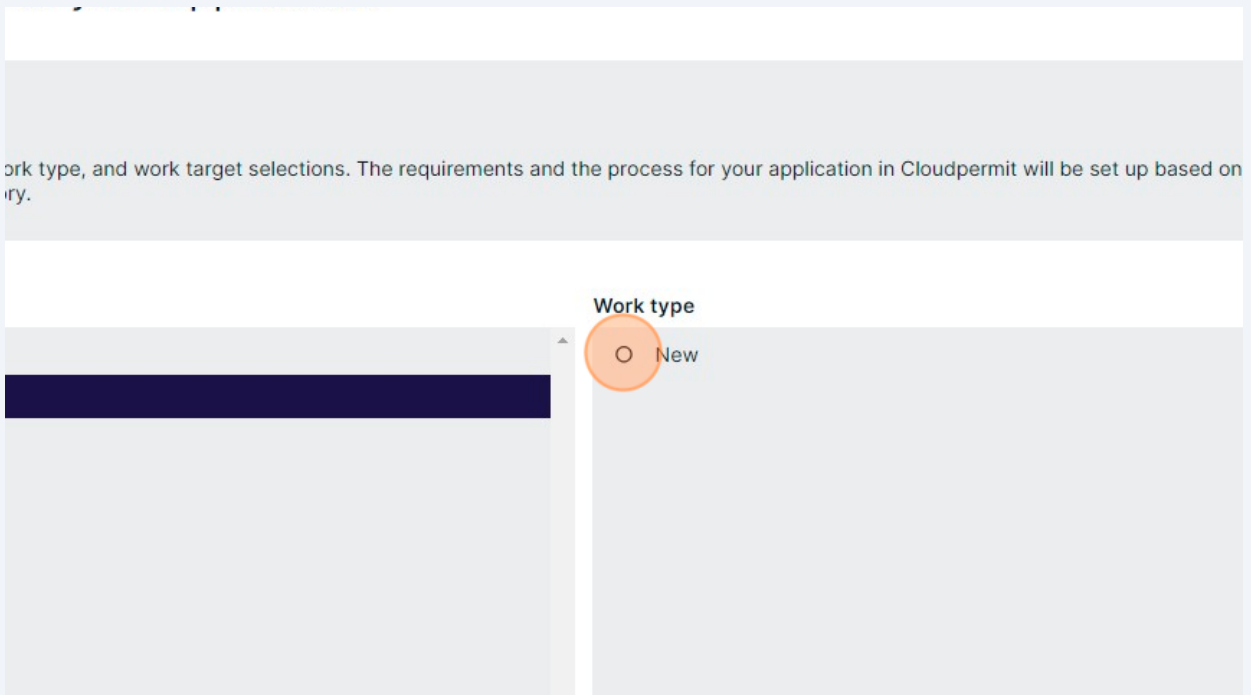 ork type, and work target selections. The requirements and the process for your application in Cloudpermit will be set up based on
ry.
Work type
New